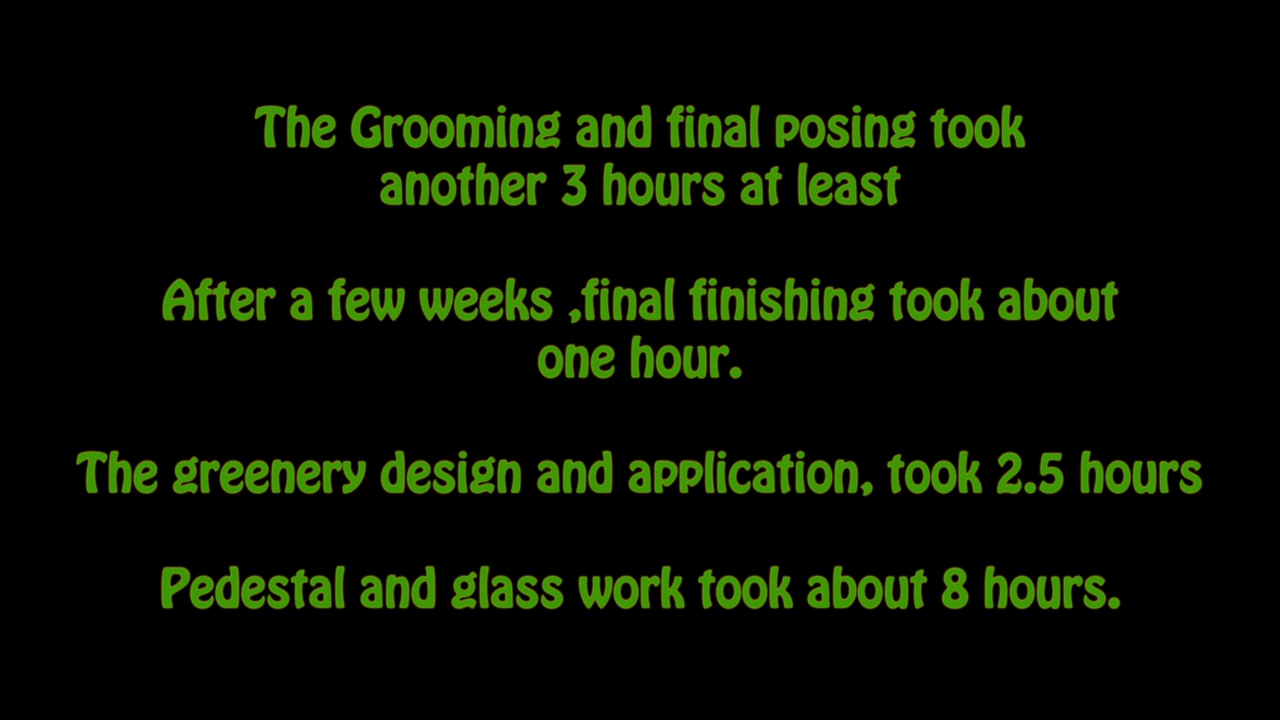 The Grooming and final posing took
another 3 hours at least
After a few weeks ,final finishing took about
one hour.
The greenery design and application, took 2.5 hours
Pedestal and glass work took about 8 hours.